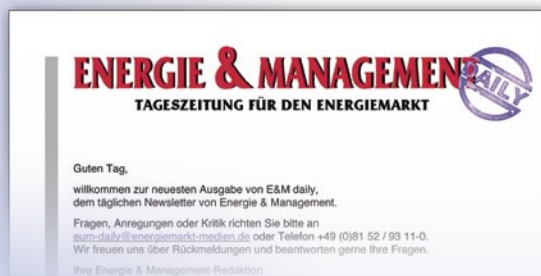 ENERGIE & MANAGEMENT
DAILY
TAGESZEITUNG FÜR DEN ENERGIEMARKT
Guten Tag,
willkommen zur neuesten Ausgabe von E&M daily,
dem täglichen Newsletter von Energie & Management.
Fragen, Anregungen oder Kritik richten Sie bitte an
eum-daily@energiemarkt-medien.de oder Telefon +49 (0)81 52 / 93 11-0.
Wir freuen uns über Rückmeldungen und beantworten gerne Ihre Fragen.
Ihre Energie & Management-Redaktion